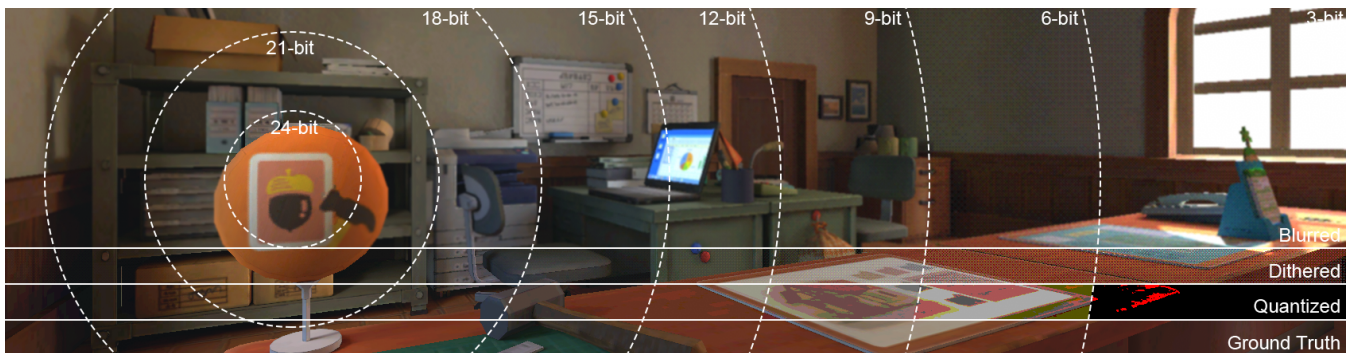 18-bit 15-bit 12-bit 9-bit 6-bit 3-bit
21-bit
24-bit
Blurred
Dithered
Quantized
Ground Truth